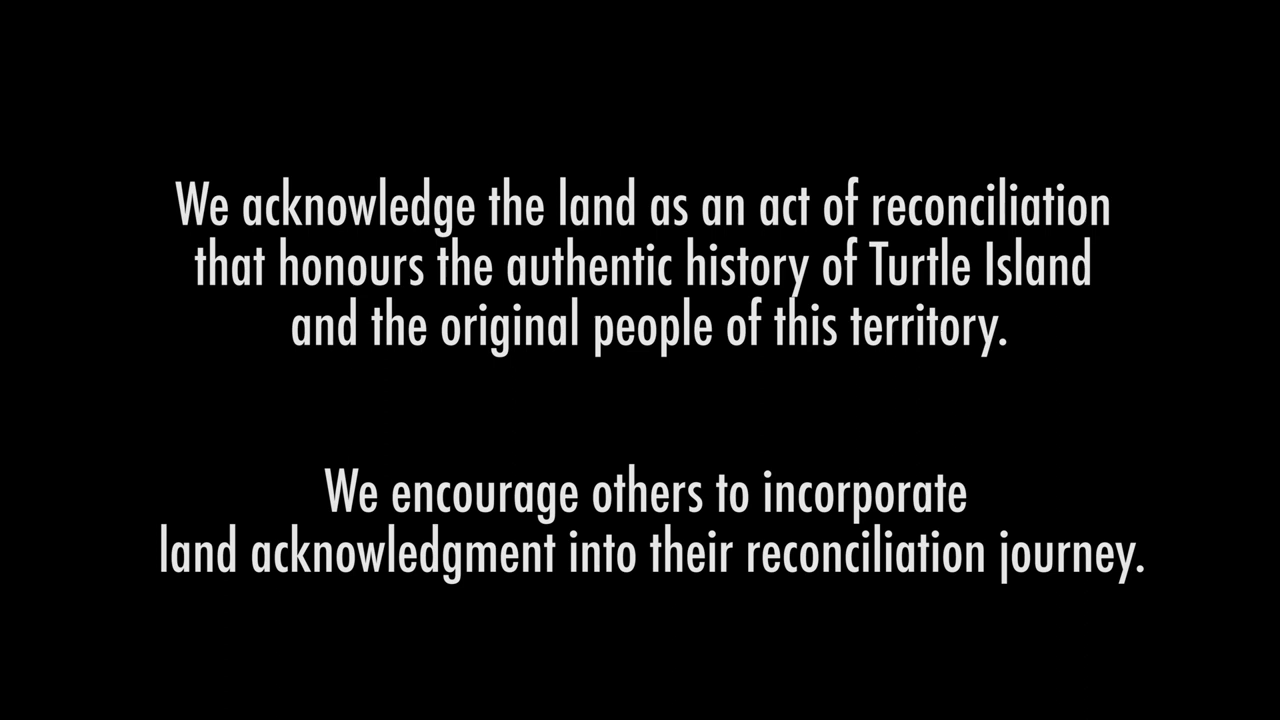 We acknowledge the land as an act of reconciliation
that honours the authentic history of Turtle Island
and the original people of this territory.
We encourage others to incorporate
land acknowledgment into their reconciliation journey.